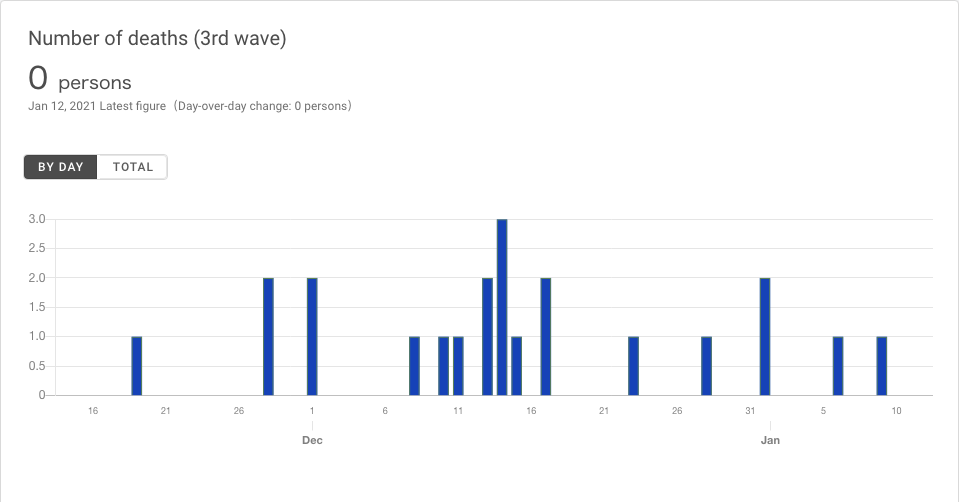 Number of deaths (3rd wave)
0 persons
Jan 12, 2021 Latest figure（Day-over-day change: 0 persons）
BY DAY TOTAL
3.0
2.5
2.0
1.5
1.0
0.5
0
16 21 26 1 6 11 16 21 26 31 5 10
Dec Jan